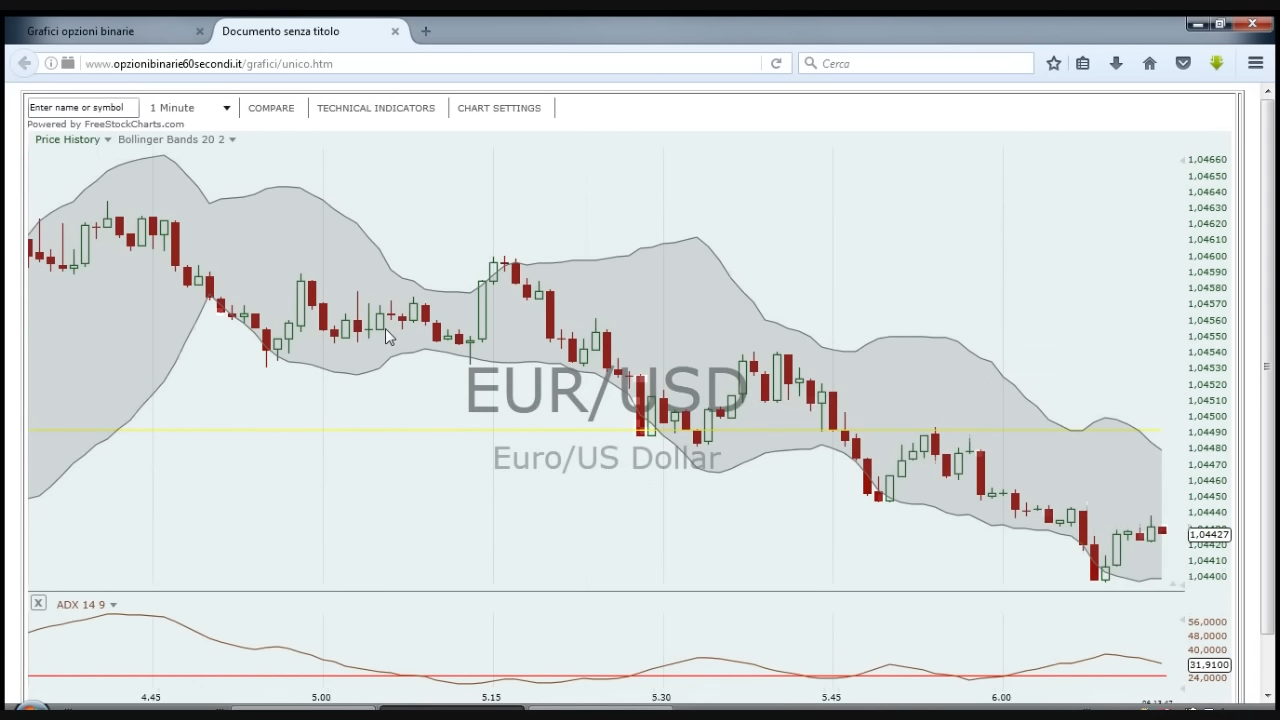 Grafici opzioni binarie
Documento senza titolo
www.opzionibinarie60secondi.it/grafici/unico.htm
Cerca
Enter name or symbol
1 Minute
COMPARE
TECHNICAL INDICATORS
CHART SETTINGS
Powered by FreeStockCharts.com
Price History
Bollinger Bands 20 2
1,04660
1,04650
1,04640
1,04630
1,04620
1,04610
1,04600
1,04590
1,04580
1,04570
1,04560
1,04550
1,04540
1,04530
1,04520
1,04510
1,04500
1,04490
1,04480
1,04470
1,04460
1,04450
1,04440
1,04427
1,04420
1,04410
1,04400
EUR/USD
Euro/US Dollar
X
ADX 14 9
56,0000
48,0000
40,0000
31,9100
24,0000
4.45
5.00
5.15
5.30
5.45
6.00